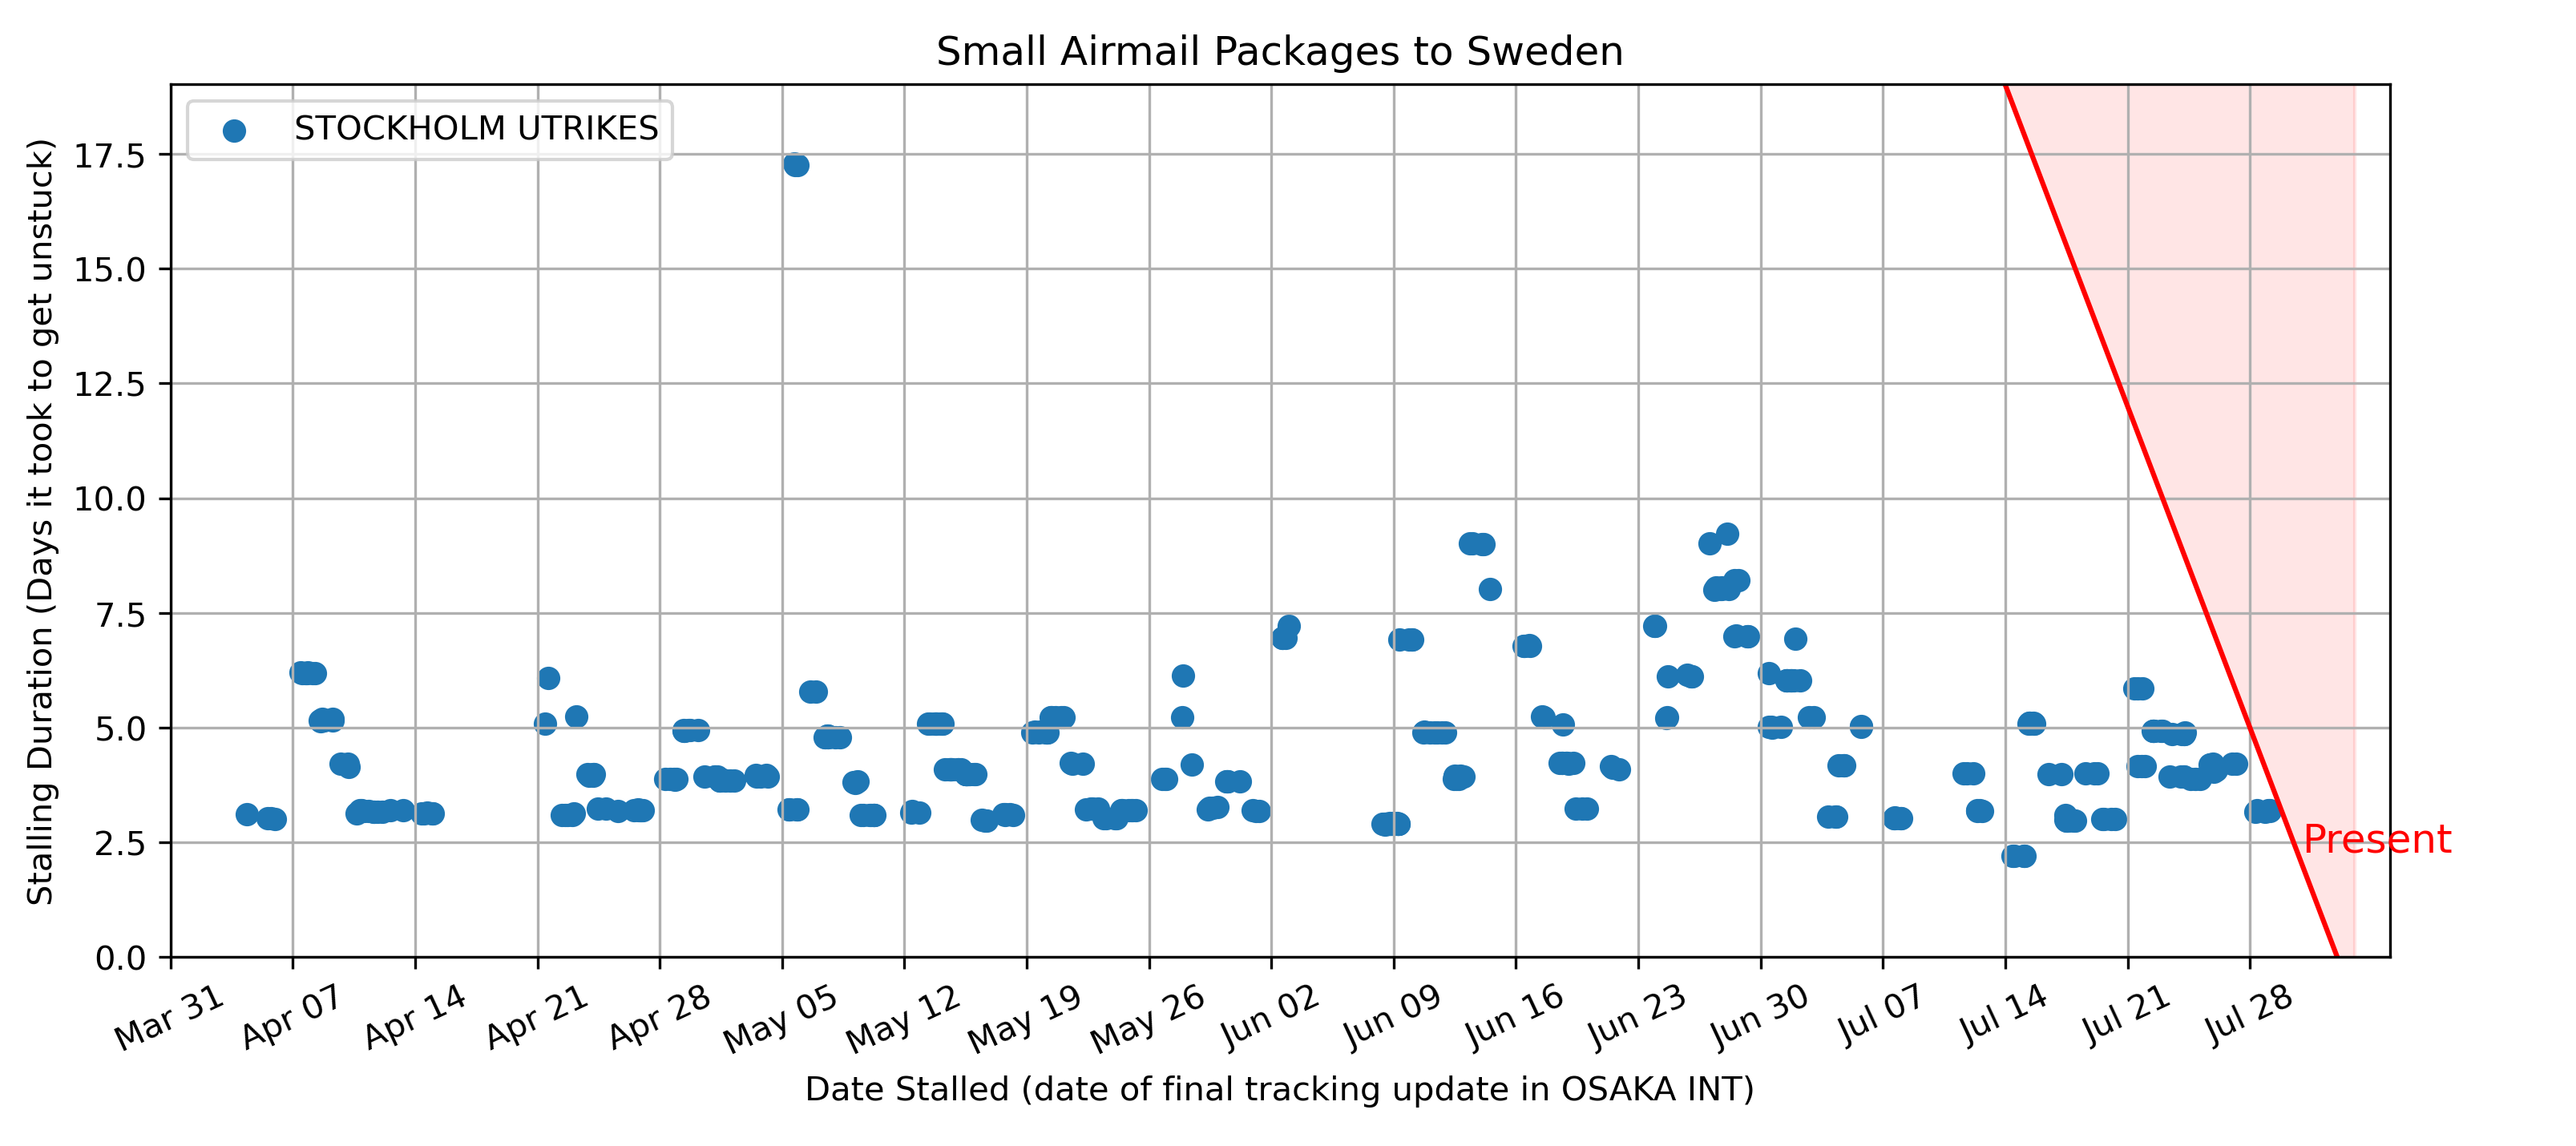 Small Airmail Packages to Sweden
STOCKHOLM UTRIKES
Stalling Duration (Days it took to get unstuck)
17.5
15.0
12.5
10.0
7.5
5.0
2.5
0.0
Present
Mar 31
Apr 07
Apr 14
Apr 21
Apr 28
May 05
May 12
May 19
May 26
Jun 02
Jun 09
Jun 16
Jun 23
Jun 30
Jul 07
Jul 14
Jul 21
Jul 28
Date Stalled (date of final tracking update in OSAKA INT)